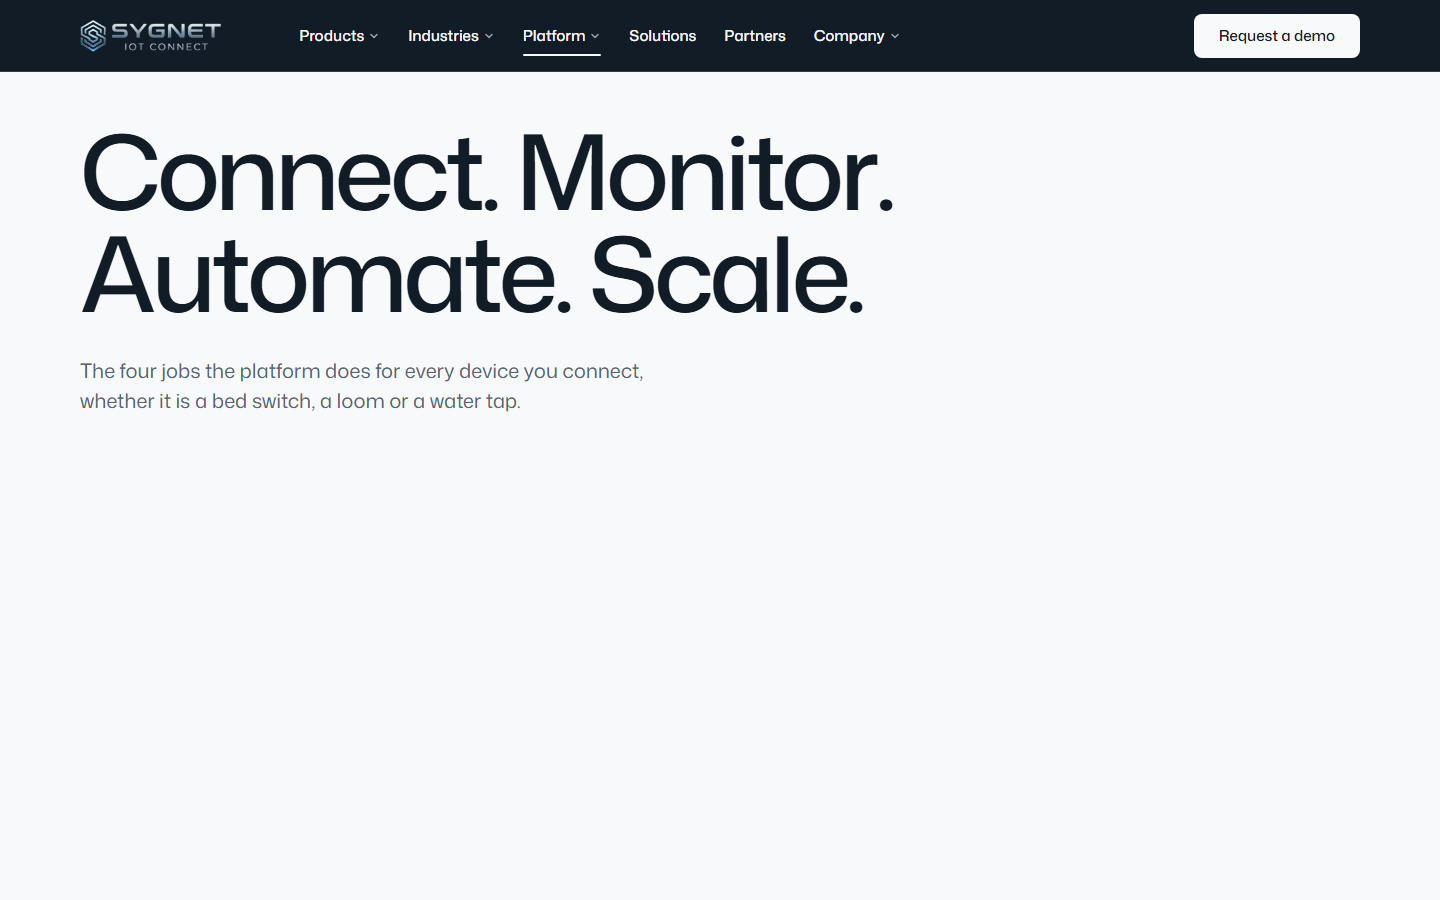 SYGNET
IOT CONNECT
Products
Industries
Platform
Solutions
Partners
Company
Request a demo
Connect. Monitor.
Automate. Scale.
The four jobs the platform does for every device you connect,
whether it is a bed switch, a loom or a water tap.